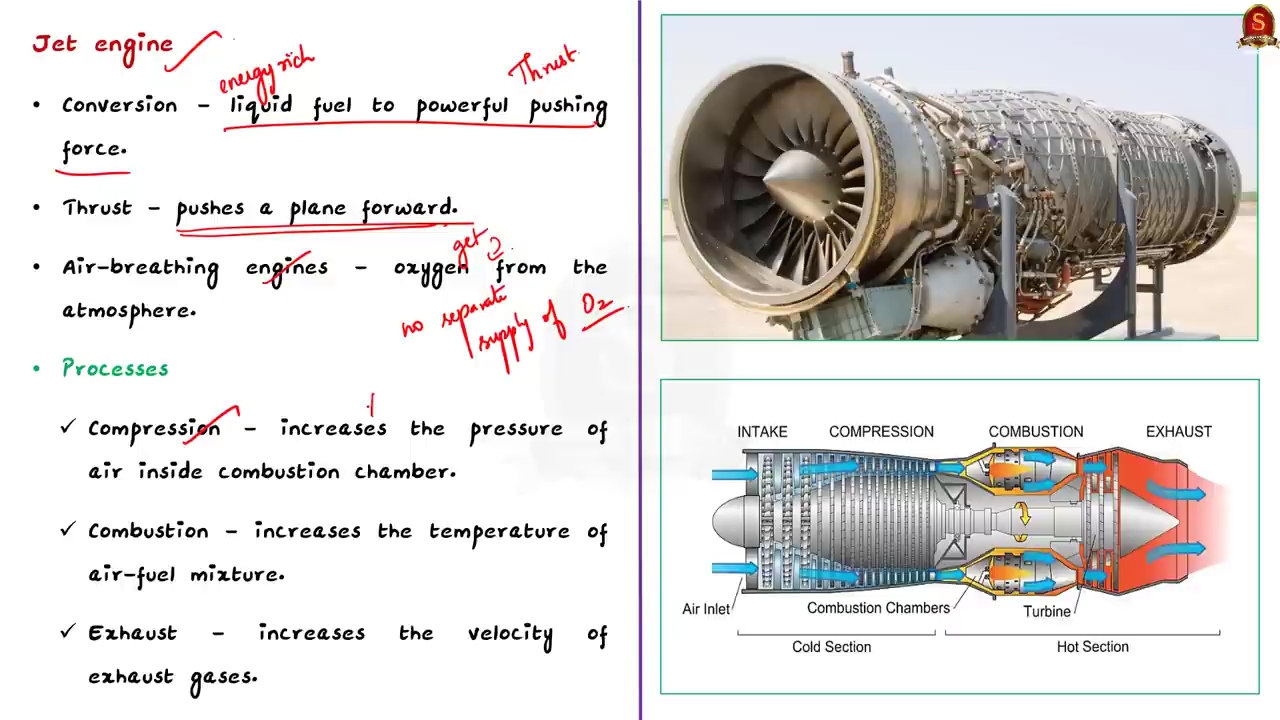 Jet engine
energy rich
Thrust
• Conversion – liquid fuel to powerful pushing
force.
• Thrust – pushes a plane forward.
get
• Air-breathing engines – oxygen from the
atmosphere.
no separate
supply of O2
• Processes
✓ Compression – increases the pressure of
air inside combustion chamber.
✓ Combustion – increases the temperature of
air-fuel mixture.
✓ Exhaust – increases the velocity of
exhaust gases.
S
INTAKE COMPRESSION COMBUSTION EXHAUST
Air Inlet Combustion Chambers Turbine
Cold Section Hot Section